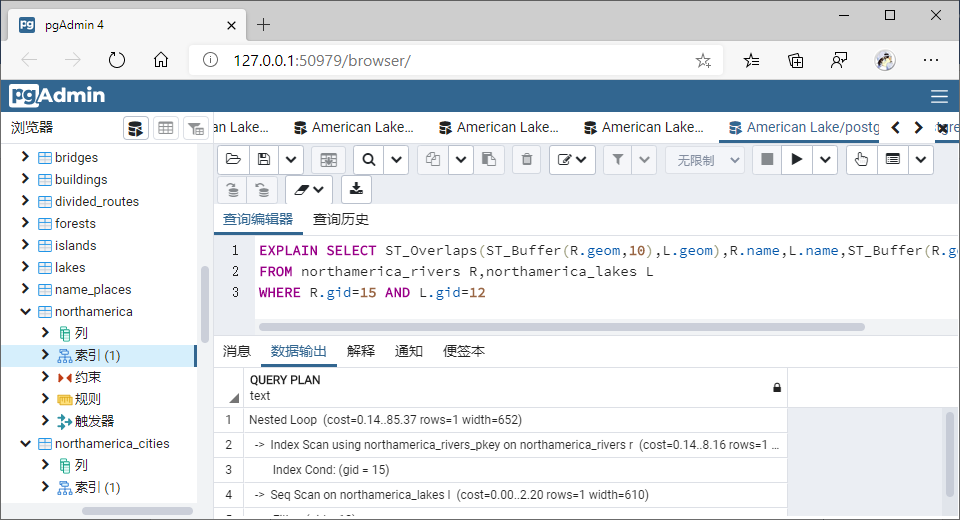 pgAdmin 4
127.0.0.1:50979/browser/
pgAdmin
浏览器
an Lake...
American Lake...
American Lake...
American Lake...
American Lake/postg
bridges
buildings
divided_routes
forests
islands
lakes
name_places
northamerica
列
索引 (1)
约束
规则
触发器
northamerica_cities
列
索引 (1)
无限制
查询编辑器 查询历史
1 EXPLAIN SELECT ST_Overlaps(ST_Buffer(R.geom,10),L.geom),R.name,L.name,ST_Buffer(R.g
2 FROM northamerica_rivers R,northamerica_lakes L
3 WHERE R.gid=15 AND L.gid=12
消息 数据输出 解释 通知 便签本
QUERY PLAN
text
1 Nested Loop (cost=0.14..85.37 rows=1 width=652)
2 -> Index Scan using northamerica_rivers_pkey on northamerica_rivers r (cost=0.14..8.16 rows=1 ...
3 Index Cond: (gid = 15)
4 -> Seq Scan on northamerica_lakes l (cost=0.00..2.20 rows=1 width=610)